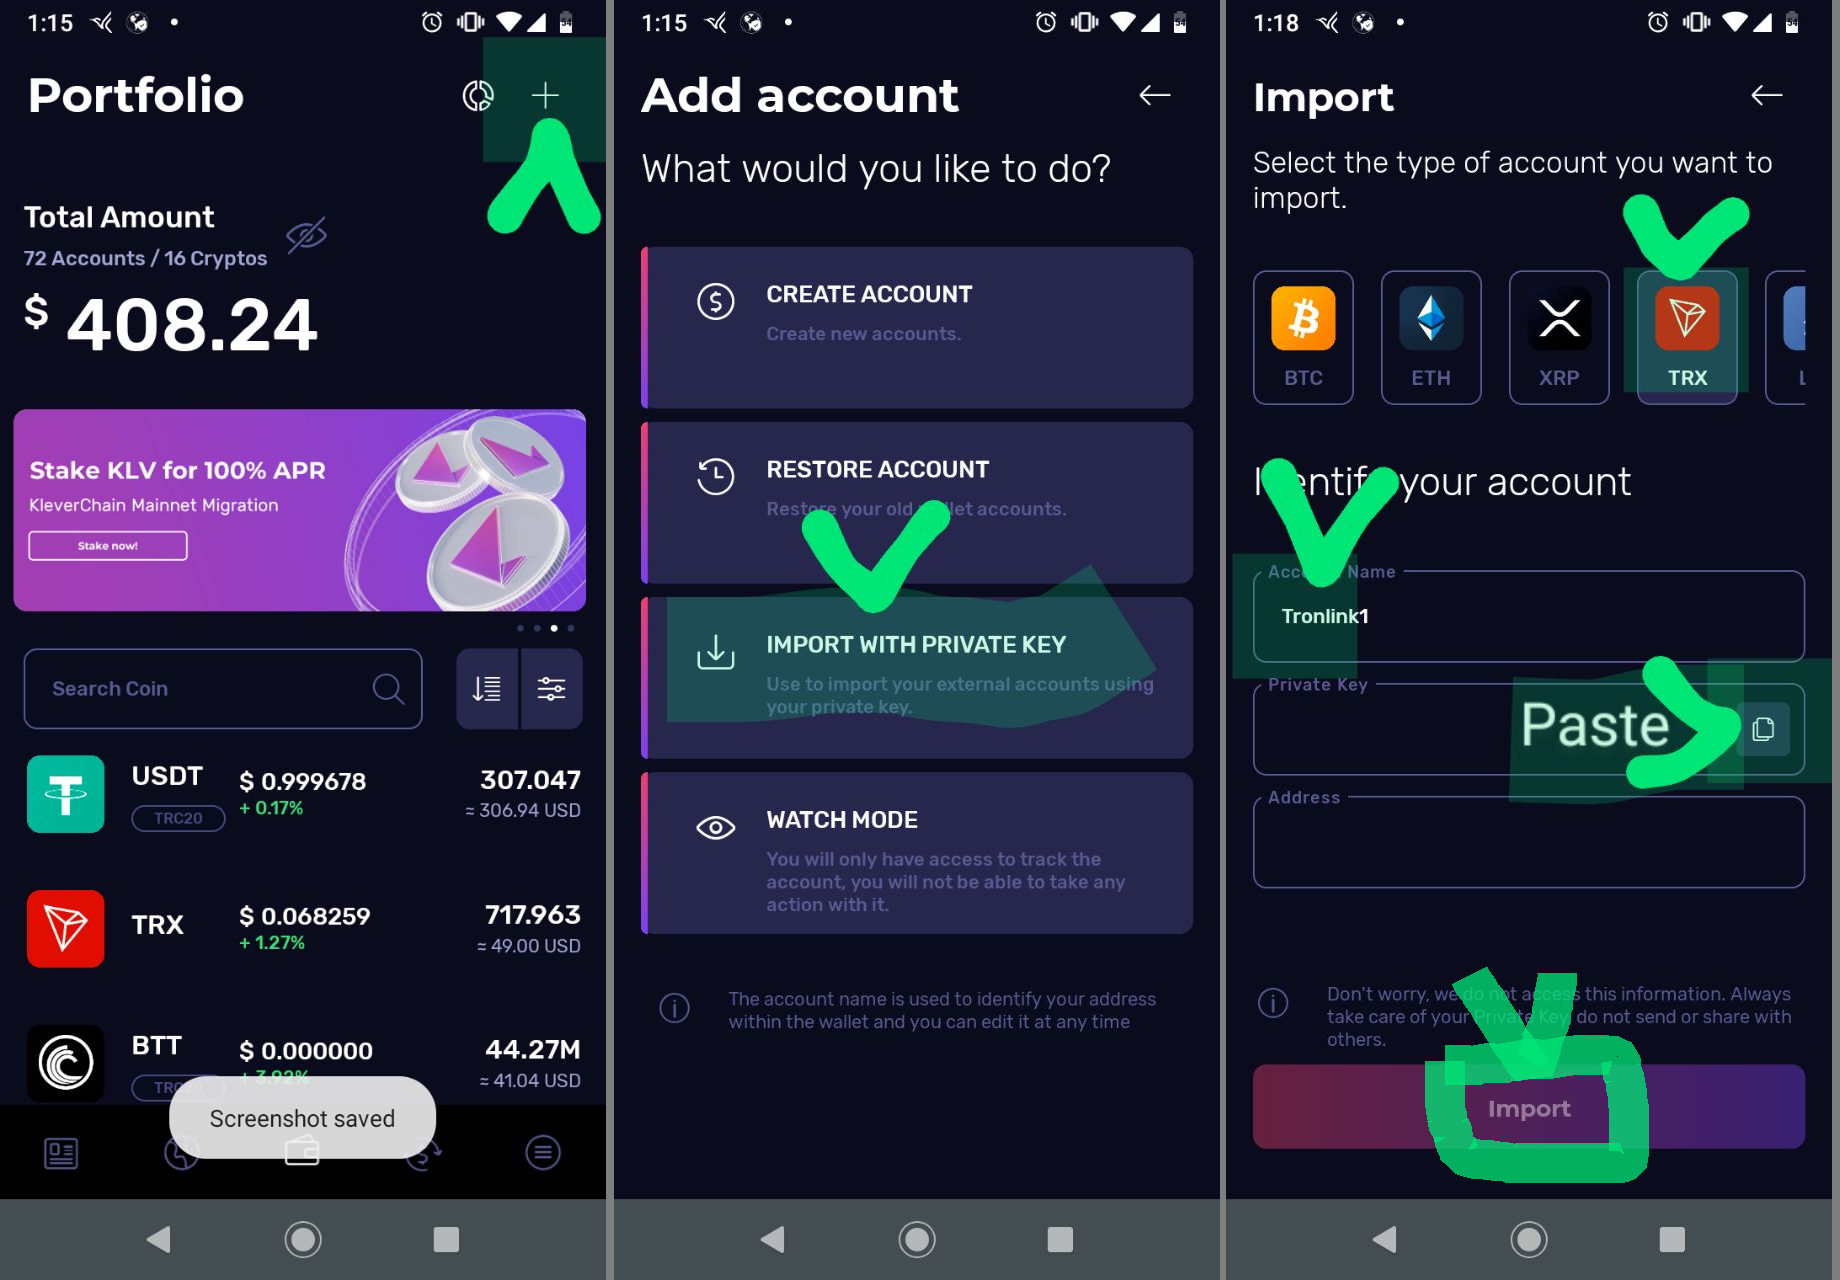 1:15
Portfolio
Total Amount
72 Accounts / 16 Cryptos
$ 408.24
Stake KLV for 100% APR
KleverChain Mainnet Migration
Stake now!
Search Coin
USDT $ 0.999678 307.047
TRC20 + 0.17% ≈ 306.94 USD
TRX $ 0.068259 717.963
+ 1.27% ≈ 49.00 USD
BTT $ 0.000000 44.27M
+ 3.92% ≈ 41.04 USD
Screenshot saved
1:15
Add account
What would you like to do?
CREATE ACCOUNT
Create new accounts.
RESTORE ACCOUNT
Restore your old wallet accounts.
IMPORT WITH PRIVATE KEY
Use to import your external accounts using
your private key.
WATCH MODE
You will only have access to track the
account, you will not be able to take any
action with it.
The account name is used to identify your address
within the wallet and you can edit it at any time
1:18
Import
Select the type of account you want to
import.
BTC ETH XRP TRX L
Identify your account
Account Name
Tronlink1
Private Key
Paste
Address
Don't worry, we do not access this information. Always
take care of your Private Key, do not send or share with
others.
Import